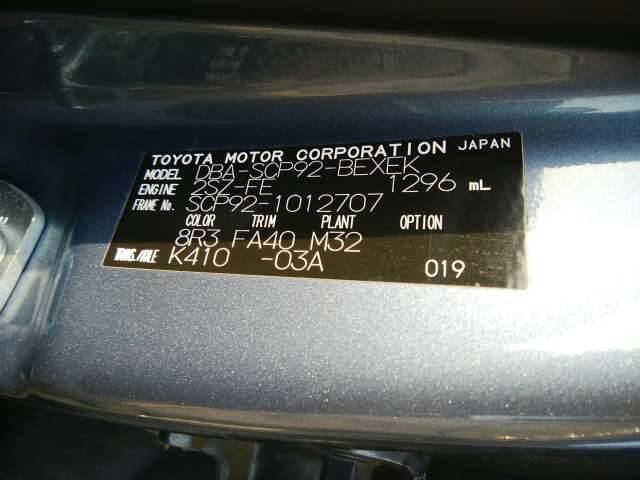 TOYOTA MOTOR CORPORATION JAPAN
MODEL DBA-SCP92-BEXEK
ENGINE 2SZ-FE 1296 mL
FRAME No. SCP92-1012707
COLOR TRIM PLANT OPTION
8R3 FA40 M32
TRANS./AXLE K410 -03A 019